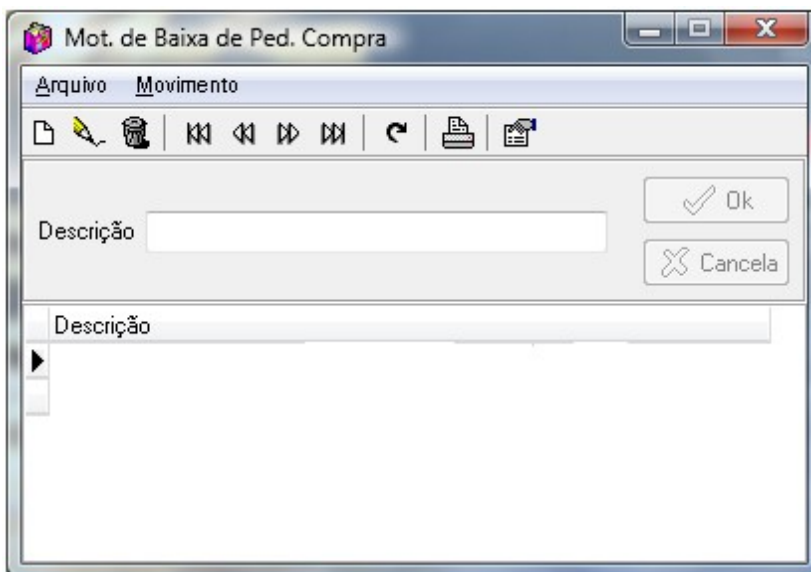 Mot. de Baixa de Ped. Compra
Arquivo Movimento
Descrição
Ok
Cancela
Descrição